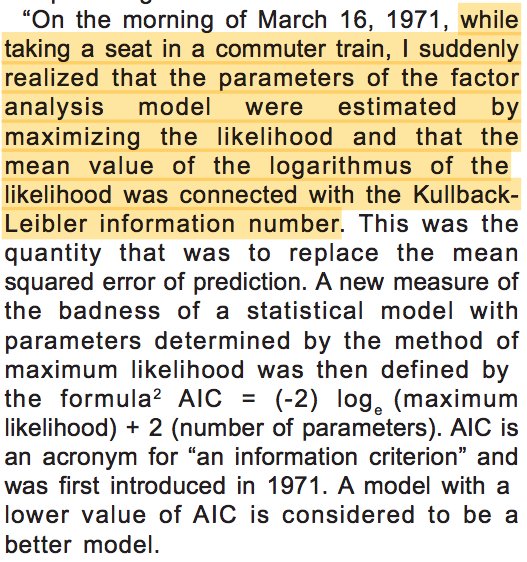 “On the morning of March 16, 1971, while
taking a seat in a commuter train, I suddenly
realized that the parameters of the factor
analysis model were estimated by
maximizing the likelihood and that the
mean value of the logarithmus of the
likelihood was connected with the Kullback-
Leibler information number. This was the
quantity that was to replace the mean
squared error of prediction. A new measure of
the badness of a statistical model with
parameters determined by the method of
maximum likelihood was then defined by
the formula² AIC = (-2) logₑ (maximum
likelihood) + 2 (number of parameters). AIC is
an acronym for “an information criterion” and
was first introduced in 1971. A model with a
lower value of AIC is considered to be a
better model.